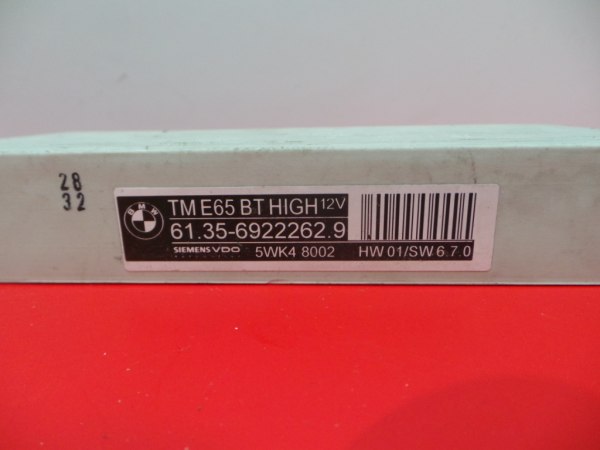 28
32
BMW
TM E65 BT HIGH 12V
61.35-6922262.9
SIEMENS VDO 5WK4 8002 HW 01/SW 6.7.0